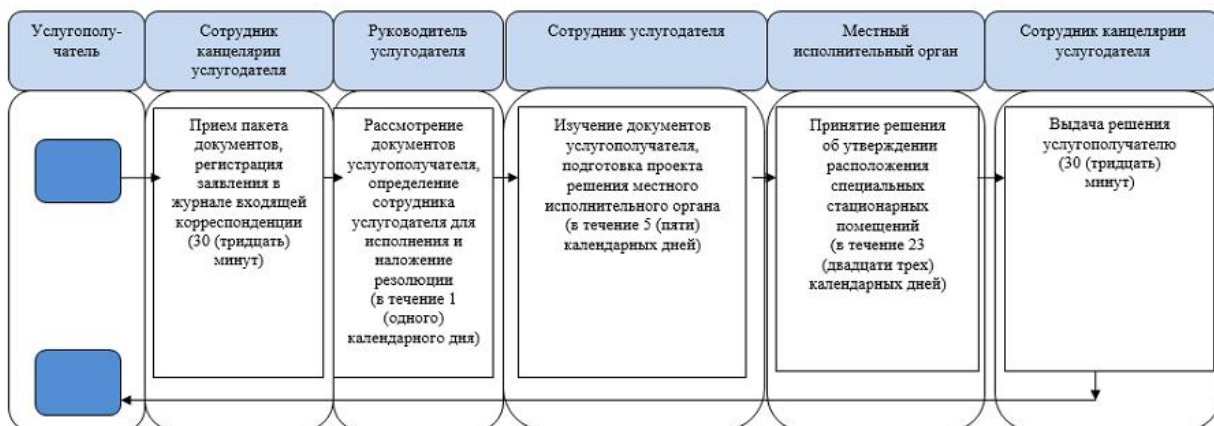 Услугополу-
чатель
Сотрудник
канцелярии
услугодателя
Руководитель
услугодателя
Сотрудник услугодателя
Местный
исполнительный орган
Сотрудник канцелярии
услугодателя
Прием пакета
документов,
регистрация
заявления в
журнале входящей
корреспонденции
(30 (тридцать)
минут)
Рассмотрение
документов
услугополучателя,
определение
сотрудника
услугодателя для
исполнения и
наложение
резолюции
(в течение 1
(одного)
календарного дня)
Изучение документов
услугополучателя,
подготовка проекта
решения местного
исполнительного органа
(в течение 5 (пяти)
календарных дней)
Принятие решения
об утверждении
расположения
специальных
стационарных
помещений
(в течение 23
(двадцати трех)
календарных дней)
Выдача решения
услугополучателю
(30 (тридцать)
минут)